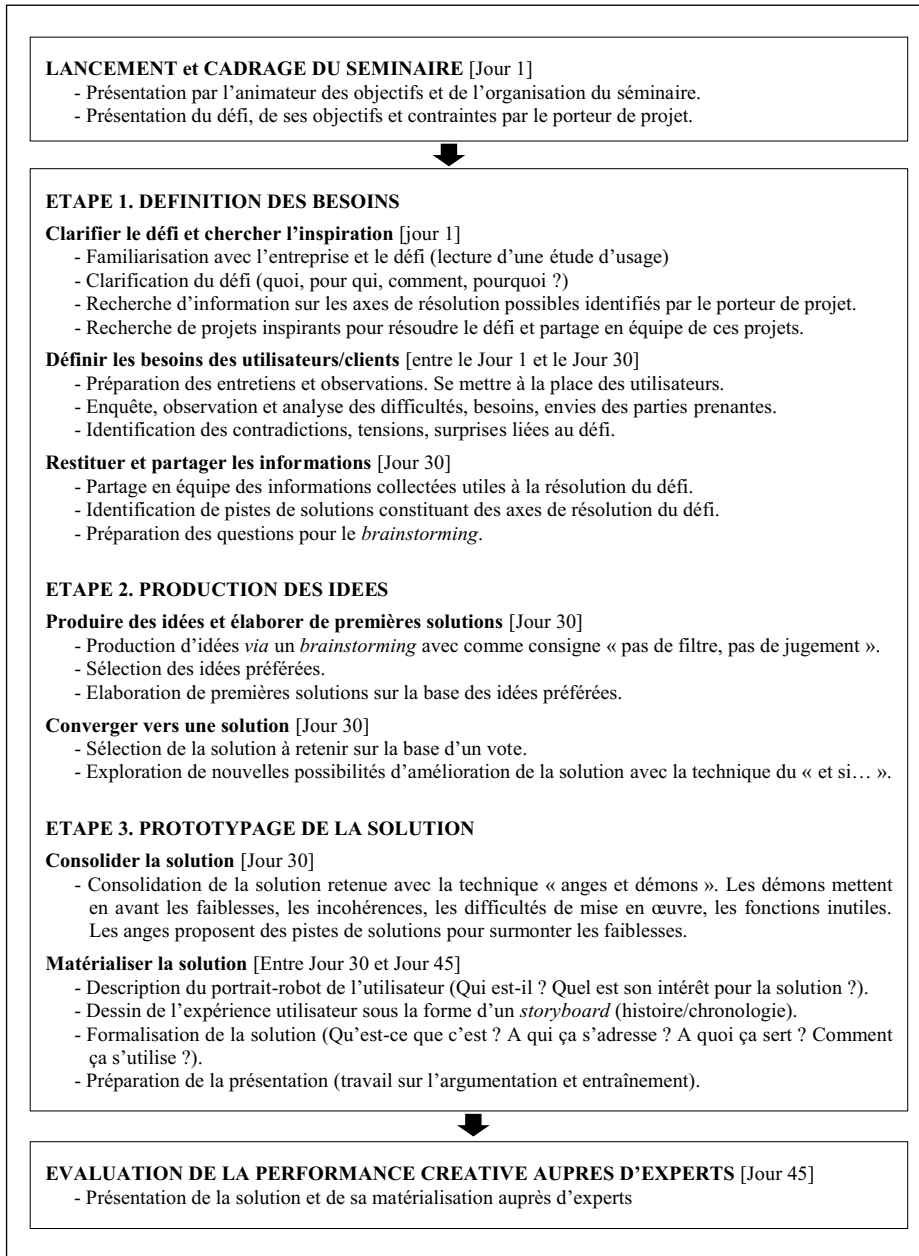 LANCEMENT et CADRAGE DU SEMINAIRE [Jour 1]
- Présentation par l’animateur des objectifs et de l’organisation du séminaire.
- Présentation du défi, de ses objectifs et contraintes par le porteur de projet.
ETAPE 1. DEFINITION DES BESOINS
Clarifier le défi et chercher l’inspiration [jour 1]
- Familiarisation avec l’entreprise et le défi (lecture d’une étude d’usage)
- Clarification du défi (quoi, pour qui, comment, pourquoi ?)
- Recherche d’information sur les axes de résolution possibles identifiés par le porteur de projet.
- Recherche de projets inspirants pour résoudre le défi et partage en équipe de ces projets.
Définir les besoins des utilisateurs/clients [entre le Jour 1 et le Jour 30]
- Préparation des entretiens et observations. Se mettre à la place des utilisateurs.
- Enquête, observation et analyse des difficultés, besoins, envies des parties prenantes.
- Identification des contradictions, tensions, surprises liées au défi.
Restituer et partager les informations [Jour 30]
- Partage en équipe des informations collectées utiles à la résolution du défi.
- Identification de pistes de solutions constituant des axes de résolution du défi.
- Préparation des questions pour le brainstorming.
ETAPE 2. PRODUCTION DES IDEES
Produire des idées et élaborer de premières solutions [Jour 30]
- Production d’idées via un brainstorming avec comme consigne « pas de filtre, pas de jugement ».
- Sélection des idées préférées.
- Elaboration de premières solutions sur la base des idées préférées.
Converger vers une solution [Jour 30]
- Sélection de la solution à retenir sur la base d’un vote.
- Exploration de nouvelles possibilités d’amélioration de la solution avec la technique du « et si… ».
ETAPE 3. PROTOTYPAGE DE LA SOLUTION
Consolider la solution [Jour 30]
- Consolidation de la solution retenue avec la technique « anges et démons ». Les démons mettent
en avant les faiblesses, les incohérences, les difficultés de mise en œuvre, les fonctions inutiles.
Les anges proposent des pistes de solutions pour surmonter les faiblesses.
Matérialiser la solution [Entre Jour 30 et Jour 45]
- Description du portrait-robot de l’utilisateur (Qui est-il ? Quel est son intérêt pour la solution ?).
- Dessin de l’expérience utilisateur sous la forme d’un storyboard (histoire/chronologie).
- Formalisation de la solution (Qu’est-ce que c’est ? A qui ça s’adresse ? A quoi ça sert ? Comment
ça s’utilise ?).
- Préparation de la présentation (travail sur l’argumentation et entraînement).
EVALUATION DE LA PERFORMANCE CREATIVE AUPRES D’EXPERTS [Jour 45]
- Présentation de la solution et de sa matérialisation auprès d’experts